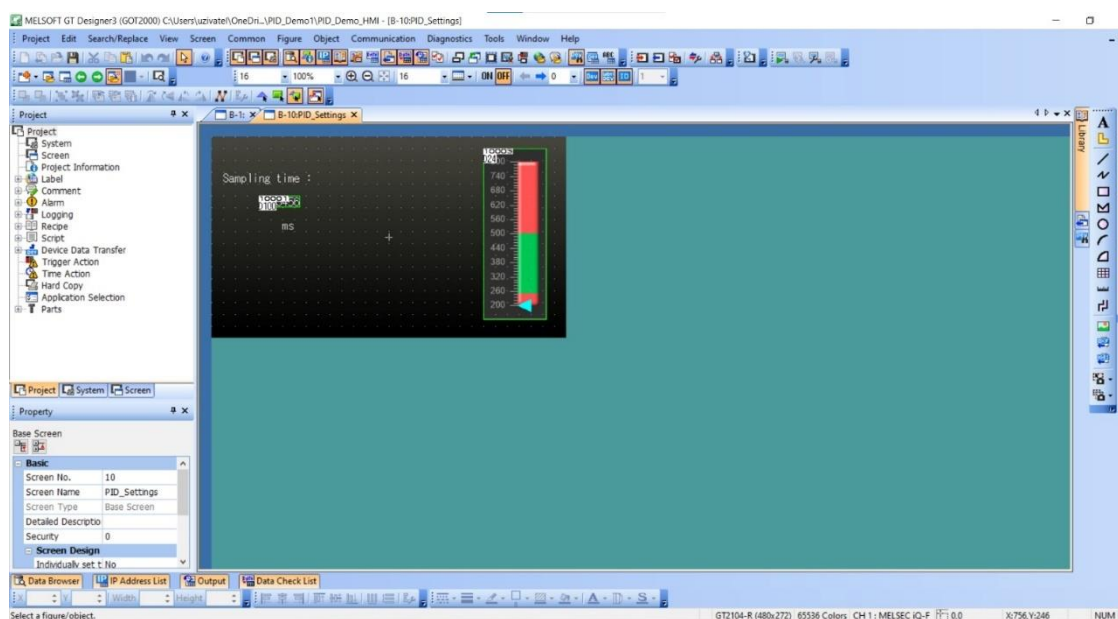 MELSOFT GT Designer3 (GOT2000) C:\Users\uzivatel\OneDri...\PID_Demo1\PID_Demo_HMI - [B-10:PID_Settings]
Project Edit Search/Replace View Screen Common Figure Object Communication Diagnostics Tools Window Help
16 100% 16 ON OFF 0 1
Project
B-1: B-10:PID_Settings
Project
System
Screen
Project Information
Label
Comment
Alarm
Logging
Recipe
Script
Device Data Transfer
Trigger Action
Time Action
Hard Copy
Application Selection
Parts
Sampling time :
ms
10003
740
680
620
560
500
440
380
320
260
200
Library
Project System Screen
Property
Base Screen
Basic
Screen No. 10
Screen Name PID_Settings
Screen Type Base Screen
Detailed Descriptio
Security 0
Screen Design
Individually set t No
Data Browser IP Address List Output Data Check List
X Y Width Height
Select a figure/object.
GT2104-R (480x272) 65536 Colors CH 1 : MELSEC iQ-F 0.0 X:756,Y:246 NUM